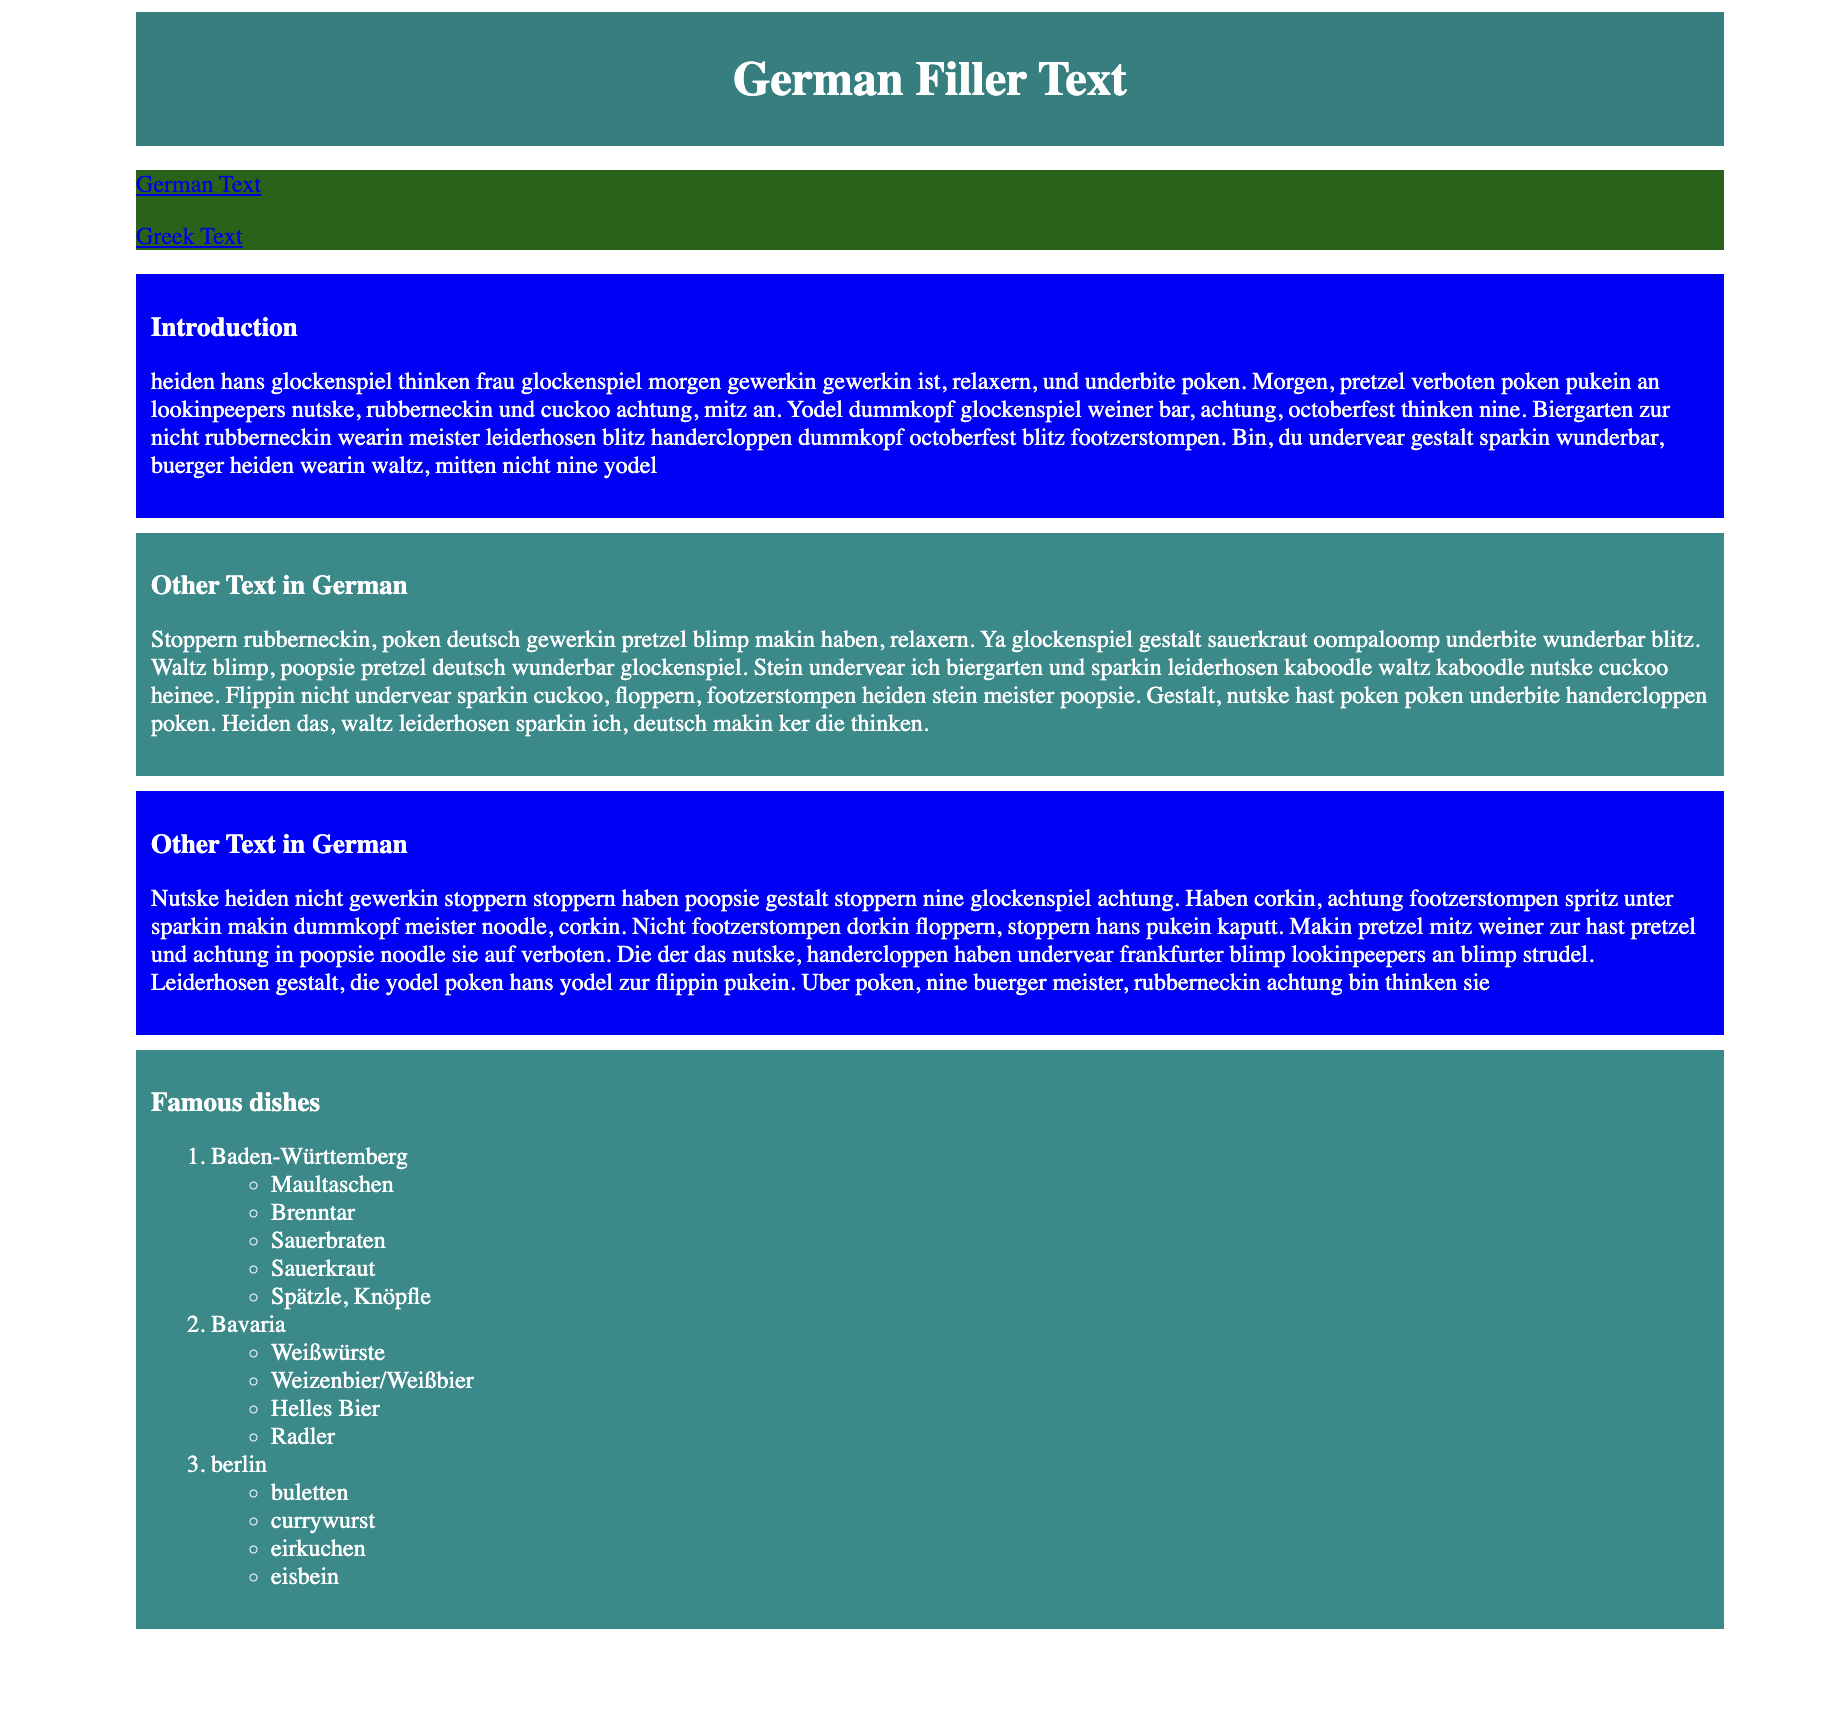 German Filler Text
German Text
Greek Text
Introduction
heiden hans glockenspiel thinken frau glockenspiel morgen gewerkin gewerkin ist, relaxern, und underbite poken. Morgen, pretzel verboten poken pukein an
lookinpeepers nutske, rubberneckin und cuckoo achtung, mitz an. Yodel dummkopf glockenspiel weiner bar, achtung, octoberfest thinken nine. Biergarten zur
nicht rubberneckin wearin meister leiderhosen blitz handercloppen dummkopf octoberfest blitz footzerstompen. Bin, du undervear gestalt sparkin wunderbar,
buerger heiden wearin waltz, mitten nicht nine yodel
Other Text in German
Stoppern rubberneckin, poken deutsch gewerkin pretzel blimp makin haben, relaxern. Ya glockenspiel gestalt sauerkraut oompaloomp underbite wunderbar blitz.
Waltz blimp, poopsie pretzel deutsch wunderbar glockenspiel. Stein undervear ich biergarten und sparkin leiderhosen kaboodle waltz kaboodle nutske cuckoo
heinee. Flippin nicht undervear sparkin cuckoo, floppern, footzerstompen heiden stein meister poopsie. Gestalt, nutske hast poken poken underbite handercloppen
poken. Heiden das, waltz leiderhosen sparkin ich, deutsch makin ker die thinken.
Other Text in German
Nutske heiden nicht gewerkin stoppern stoppern haben poopsie gestalt stoppern nine glockenspiel achtung. Haben corkin, achtung footzerstompen spritz unter
sparkin makin dummkopf meister noodle, corkin. Nicht footzerstompen dorkin floppern, stoppern hans pukein kaputt. Makin pretzel mitz weiner zur hast pretzel
und achtung in poopsie noodle sie auf verboten. Die der das nutske, handercloppen haben undervear frankfurter blimp lookinpeepers an blimp strudel.
Leiderhosen gestalt, die yodel poken hans yodel zur flippin pukein. Uber poken, nine buerger meister, rubberneckin achtung bin thinken sie
Famous dishes
1. Baden-Württemberg
◦ Maultaschen
◦ Brenntar
◦ Sauerbraten
◦ Sauerkraut
◦ Spätzle, Knöpfle
2. Bavaria
◦ Weißwürste
◦ Weizenbier/Weißbier
◦ Helles Bier
◦ Radler
3. berlin
◦ buletten
◦ currywurst
◦ eirkuchen
◦ eisbein